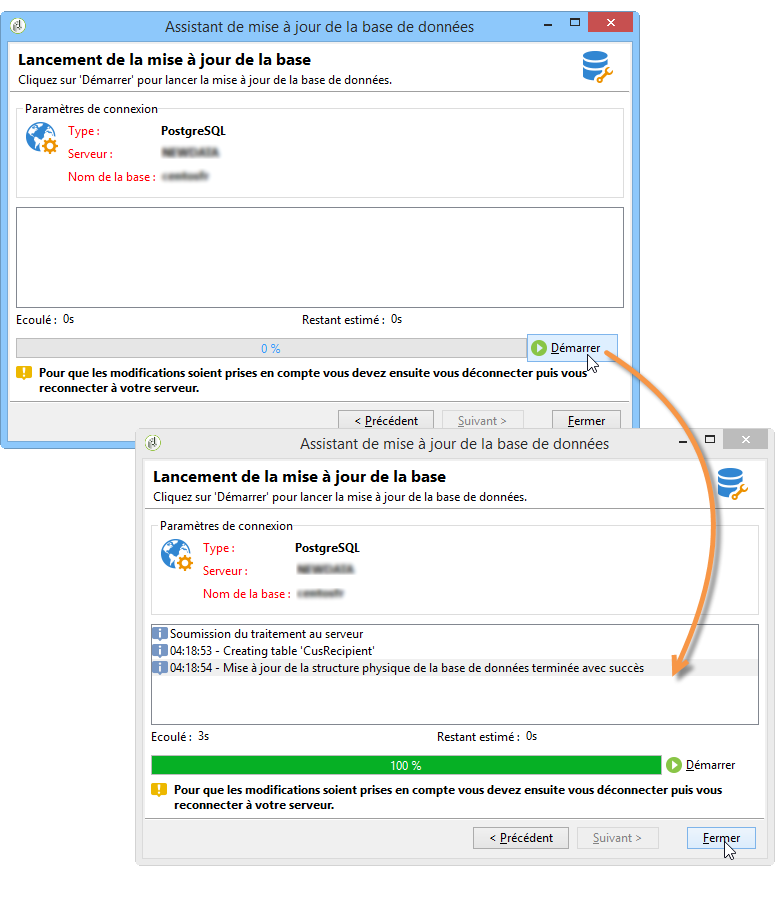 Assistant de mise à jour de la base de données
Lancement de la mise à jour de la base
Cliquez sur 'Démarrer' pour lancer la mise à jour de la base de données.
Paramètres de connexion
Type : PostgreSQL
Serveur :
Nom de la base :
Ecoulé : 0s Restant estimé : 0s
0 % Démarrer
Pour que les modifications soient prises en compte vous devez ensuite vous déconnecter puis vous
reconnecter à votre serveur.
< Précédent Suivant > Fermer
Assistant de mise à jour de la base de données
Lancement de la mise à jour de la base
Cliquez sur 'Démarrer' pour lancer la mise à jour de la base de données.
Paramètres de connexion
Type : PostgreSQL
Serveur :
Nom de la base :
Soumission du traitement au serveur
04:18:53 - Creating table 'CusRecipient'
04:18:54 - Mise à jour de la structure physique de la base de données terminée avec succès
Ecoulé : 3s Restant estimé : 0s
100 % Démarrer
Pour que les modifications soient prises en compte vous devez ensuite vous déconnecter puis vous
reconnecter à votre serveur.
< Précédent Suivant > Fermer